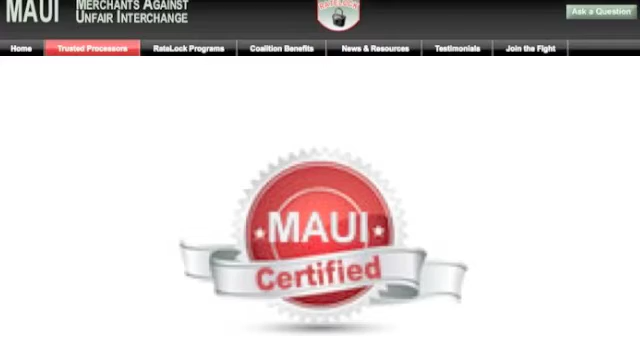 MAUI
MERCHANTS AGAINST
UNFAIR INTERCHANGE
RATELOCK
Ask a Question
Home Trusted Processors RateLock Programs Coalition Benefits News & Resources Testimonials Join the Fight
MAUI
Certified